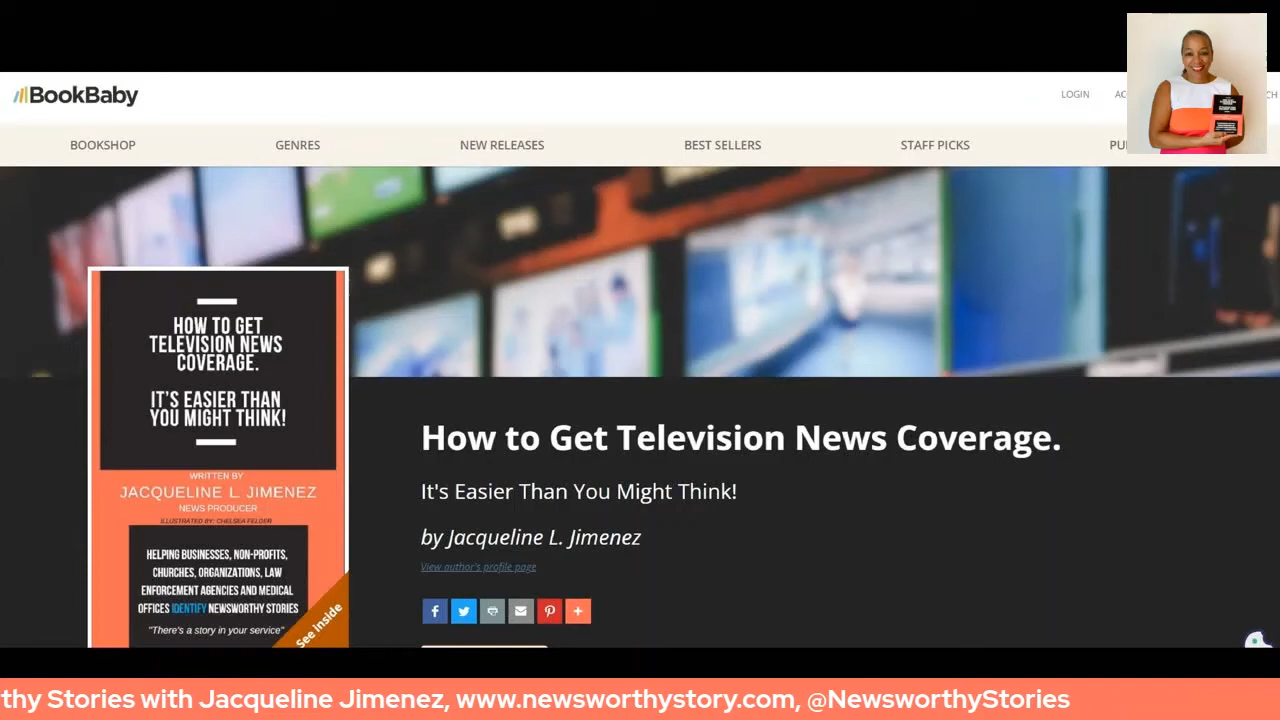 BookBaby
LOGIN
BOOKSHOP GENRES NEW RELEASES BEST SELLERS STAFF PICKS
HOW TO GET
TELEVISION NEWS
COVERAGE.
IT'S EASIER THAN
YOU MIGHT THINK!
WRITTEN BY
JACQUELINE L. JIMENEZ
NEWS PRODUCER
ILLUSTRATED BY: CHELSEA FELDER
HELPING BUSINESSES, NON-PROFITS,
CHURCHES, ORGANIZATIONS, LAW
ENFORCEMENT AGENCIES AND MEDICAL
OFFICES IDENTIFY NEWSWORTHY STORIES
"There's a story in your service"
See inside
How to Get Television News Coverage.
It's Easier Than You Might Think!
by Jacqueline L. Jimenez
View author's profile page
thy Stories with Jacqueline Jimenez, www.newsworthystory.com, @NewsworthyStories